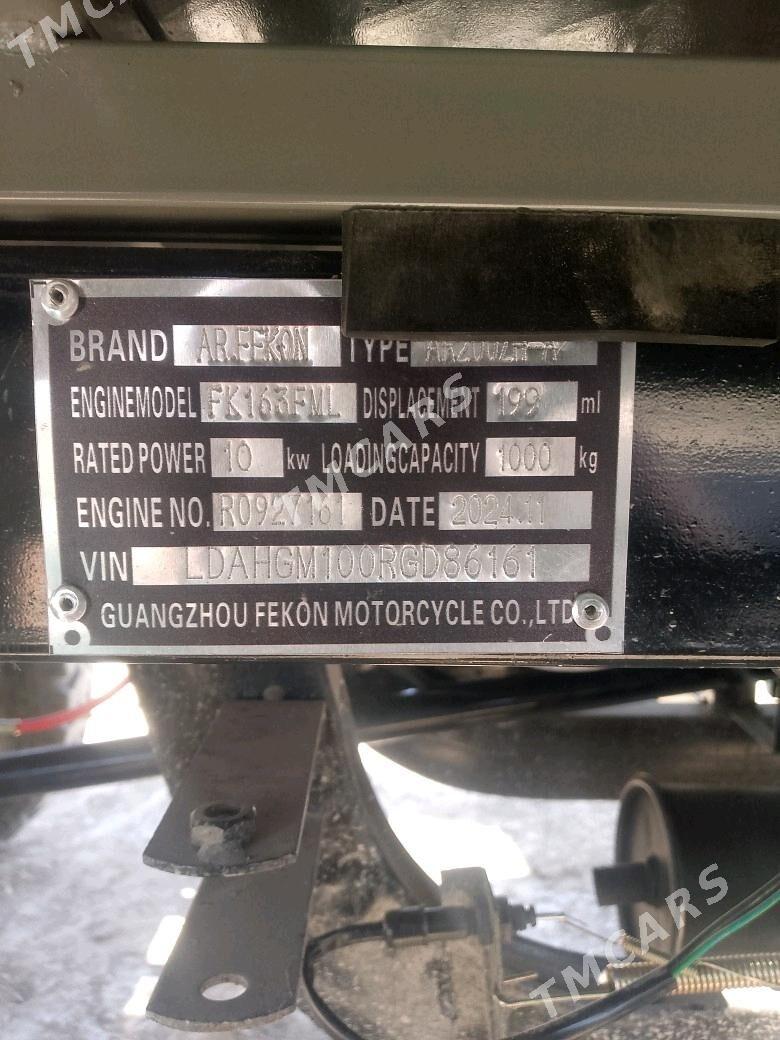 TMCARS
BRAND AR.FEKON TYPE
ENGINEMODEL FK163FML DISPLACEMENT 199 ml
RATED POWER 10 kw LOADINGCAPACITY 1000 kg
TMCARS
ENGINE NO. R0927161 DATE 2024.11
VIN LDAHGM100RGD86161
GUANGZHOU FEKON MOTORCYCLE CO.,LTD
TMCARS